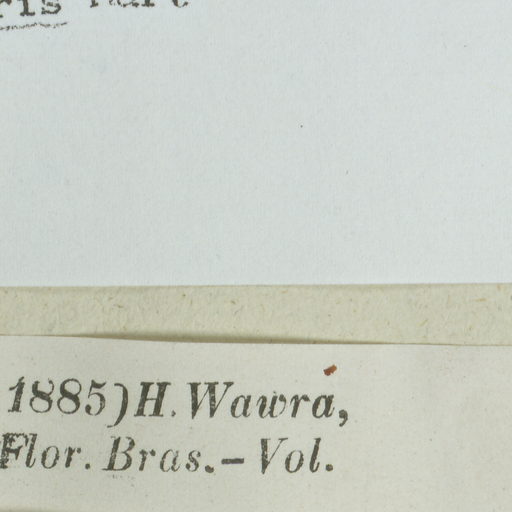 1885) H. Wawra,
Flor. Bras. – Vol.